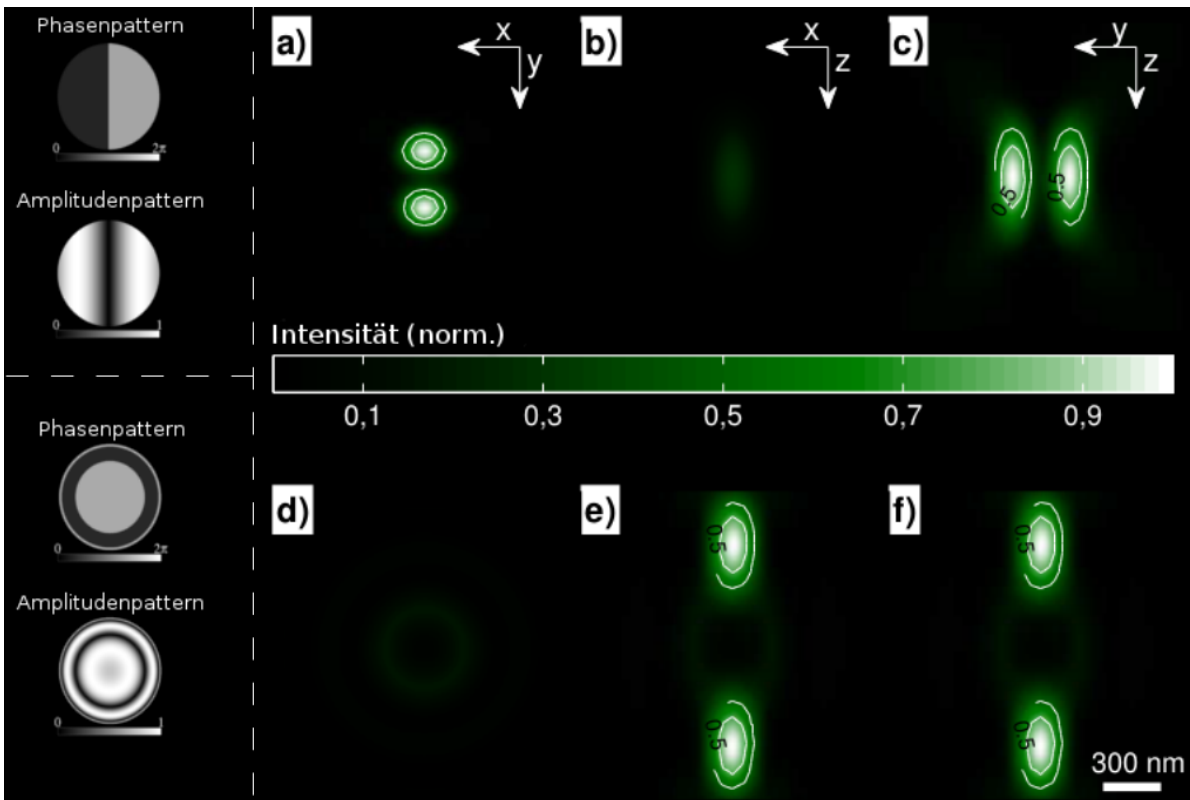 Phasenpattern
0 2π
Amplitudenpattern
0 1
a) x y
b) x z
c) y z
0.5 0.5
Intensität (norm.)
0,1 0,3 0,5 0,7 0,9
Phasenpattern
0 2π
Amplitudenpattern
0 1
d) e) f)
0.5 0.5
0.5 0.5
300 nm